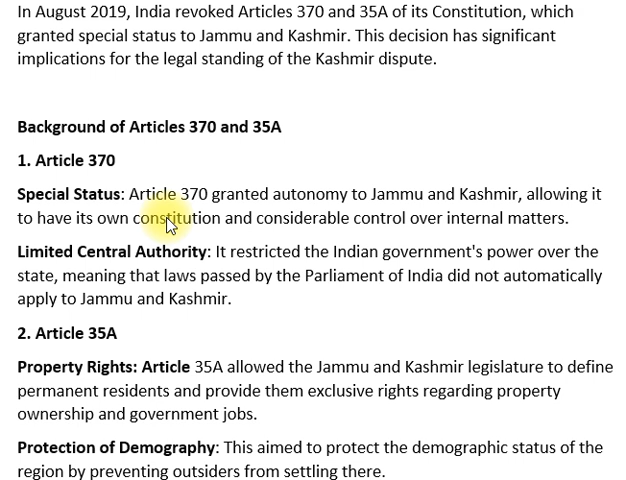 In August 2019, India revoked Articles 370 and 35A of its Constitution, which
granted special status to Jammu and Kashmir. This decision has significant
implications for the legal standing of the Kashmir dispute.
Background of Articles 370 and 35A
1. Article 370
Special Status: Article 370 granted autonomy to Jammu and Kashmir, allowing it
to have its own constitution and considerable control over internal matters.
Limited Central Authority: It restricted the Indian government's power over the
state, meaning that laws passed by the Parliament of India did not automatically
apply to Jammu and Kashmir.
2. Article 35A
Property Rights: Article 35A allowed the Jammu and Kashmir legislature to define
permanent residents and provide them exclusive rights regarding property
ownership and government jobs.
Protection of Demography: This aimed to protect the demographic status of the
region by preventing outsiders from settling there.